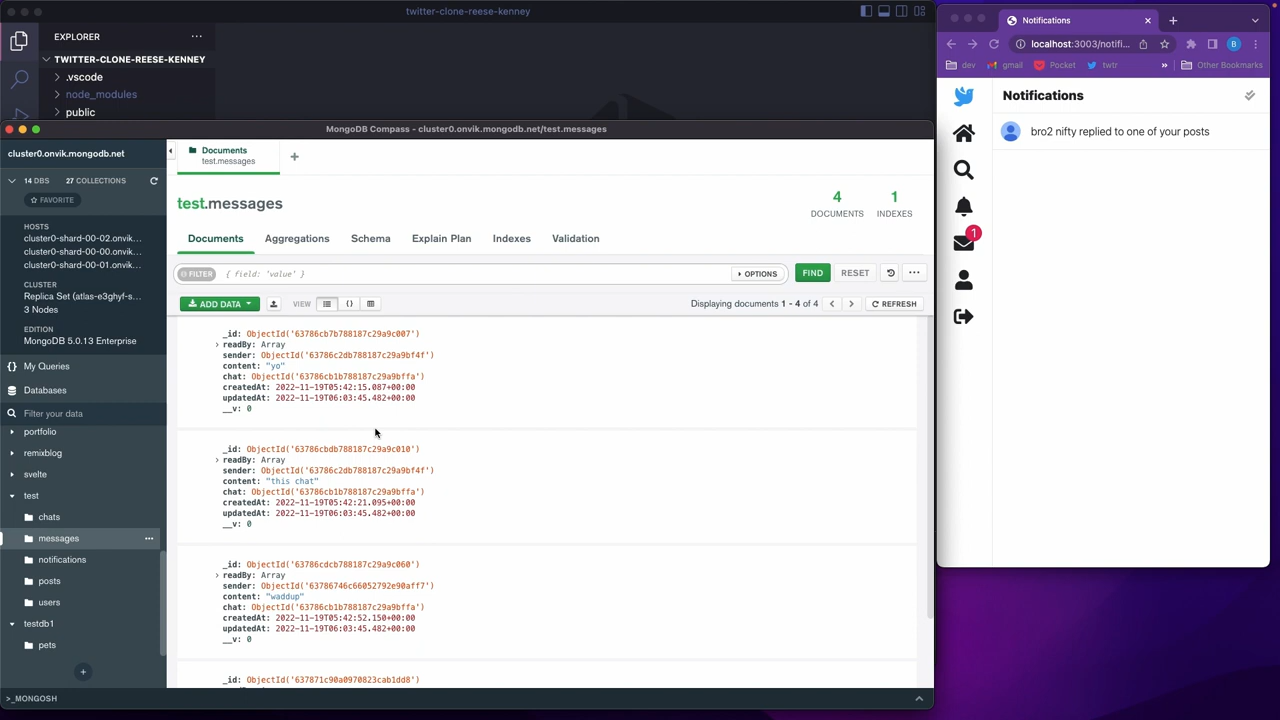 twitter-clone-reese-kenney
EXPLORER
TWITTER-CLONE-REESE-KENNEY
.vscode
node_modules
public
MongoDB Compass - cluster0.onvik.mongodb.net/test.messages
cluster0.onvik.mongodb.net
14 DBS 27 COLLECTIONS
FAVORITE
HOSTS
cluster0-shard-00-02.onvik...
cluster0-shard-00-00.onvik...
cluster0-shard-00-01.onvik...
CLUSTER
Replica Set (atlas-e3ghyf-s...
3 Nodes
EDITION
MongoDB 5.0.13 Enterprise
My Queries
Databases
Filter your data
portfolio
remixblog
svelte
test
chats
messages
notifications
posts
users
testdb1
pets
>_MONGOSH
Documents
test.messages
test.messages
4
DOCUMENTS
1
INDEXES
Documents Aggregations Schema Explain Plan Indexes Validation
FILTER { field: 'value' } OPTIONS FIND RESET
ADD DATA VIEW Displaying documents 1 - 4 of 4 REFRESH
_id: ObjectId('63786cb7b788187c29a9c007')
readBy: Array
sender: ObjectId('63786c2db788187c29a9bf4f')
content: "yo"
chat: ObjectId('63786cb1b788187c29a9bffa')
createdAt: 2022-11-19T05:42:15.087+00:00
updatedAt: 2022-11-19T06:03:45.482+00:00
__v: 0
_id: ObjectId('63786cbdb788187c29a9c010')
readBy: Array
sender: ObjectId('63786c2db788187c29a9bf4f')
content: "this chat"
chat: ObjectId('63786cb1b788187c29a9bffa')
createdAt: 2022-11-19T05:42:21.095+00:00
updatedAt: 2022-11-19T06:03:45.482+00:00
__v: 0
_id: ObjectId('63786cdcb788187c29a9c060')
readBy: Array
sender: ObjectId('63786746c66052792e90aff7')
content: "waddup"
chat: ObjectId('63786cb1b788187c29a9bffa')
createdAt: 2022-11-19T05:42:52.150+00:00
updatedAt: 2022-11-19T06:03:45.482+00:00
__v: 0
_id: ObjectId('637871c90a0970823cab1dd8')
Notifications
localhost:3003/notifi...
B
dev gmail Pocket twtr » Other Bookmarks
Notifications
bro2 nifty replied to one of your posts
1